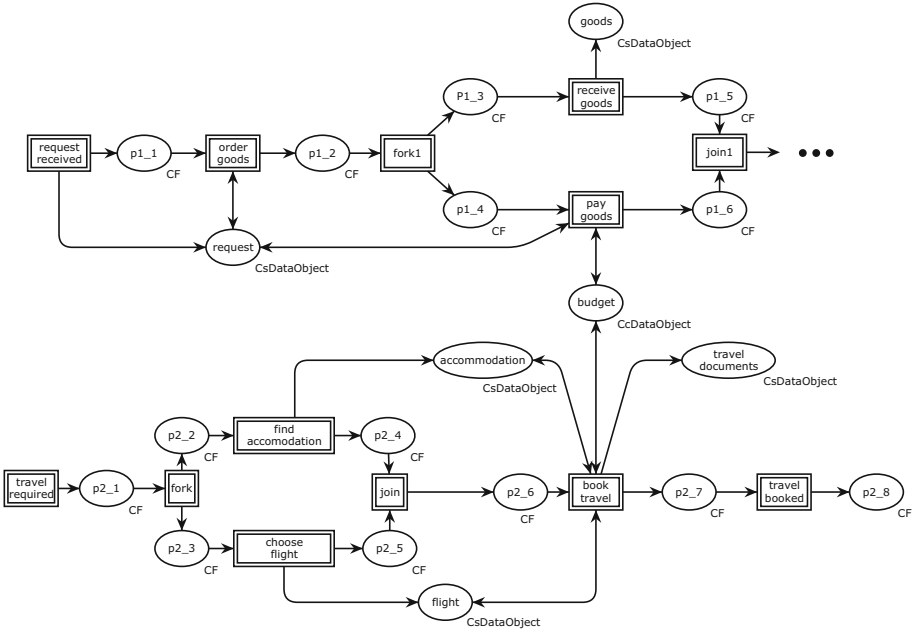 goods
CsDataObject
P1_3
CF
receive
goods
p1_5
CF
request
received
p1_1
CF
order
goods
p1_2
CF
fork1
join1
p1_4
CF
pay
goods
p1_6
CF
request
CsDataObject
budget
CcDataObject
accommodation
CsDataObject
travel
documents
CsDataObject
p2_2
CF
find
accomodation
p2_4
CF
travel
required
p2_1
CF
fork
join
p2_6
CF
book
travel
p2_7
CF
travel
booked
p2_8
CF
p2_3
CF
choose
flight
p2_5
CF
flight
CsDataObject